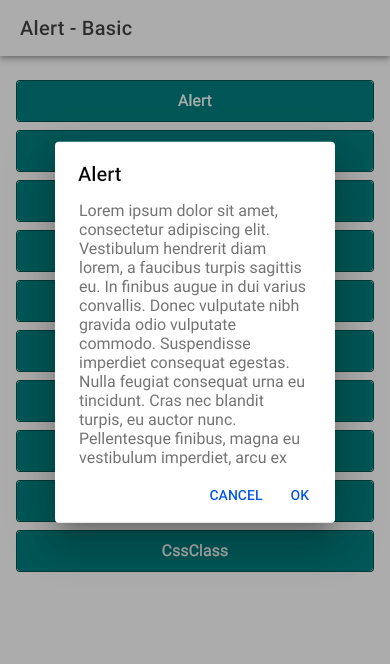 Alert - Basic
Alert
Alert
Lorem ipsum dolor sit amet,
consectetur adipiscing elit.
Vestibulum hendrerit diam
lorem, a faucibus turpis sagittis
eu. In finibus augue in dui varius
convallis. Donec vulputate nibh
gravida odio vulputate
commodo. Suspendisse
imperdiet consequat egestas.
Nulla feugiat consequat urna eu
tincidunt. Cras nec blandit
turpis, eu auctor nunc.
Pellentesque finibus, magna eu
vestibulum imperdiet, arcu ex
CANCEL OK
CssClass